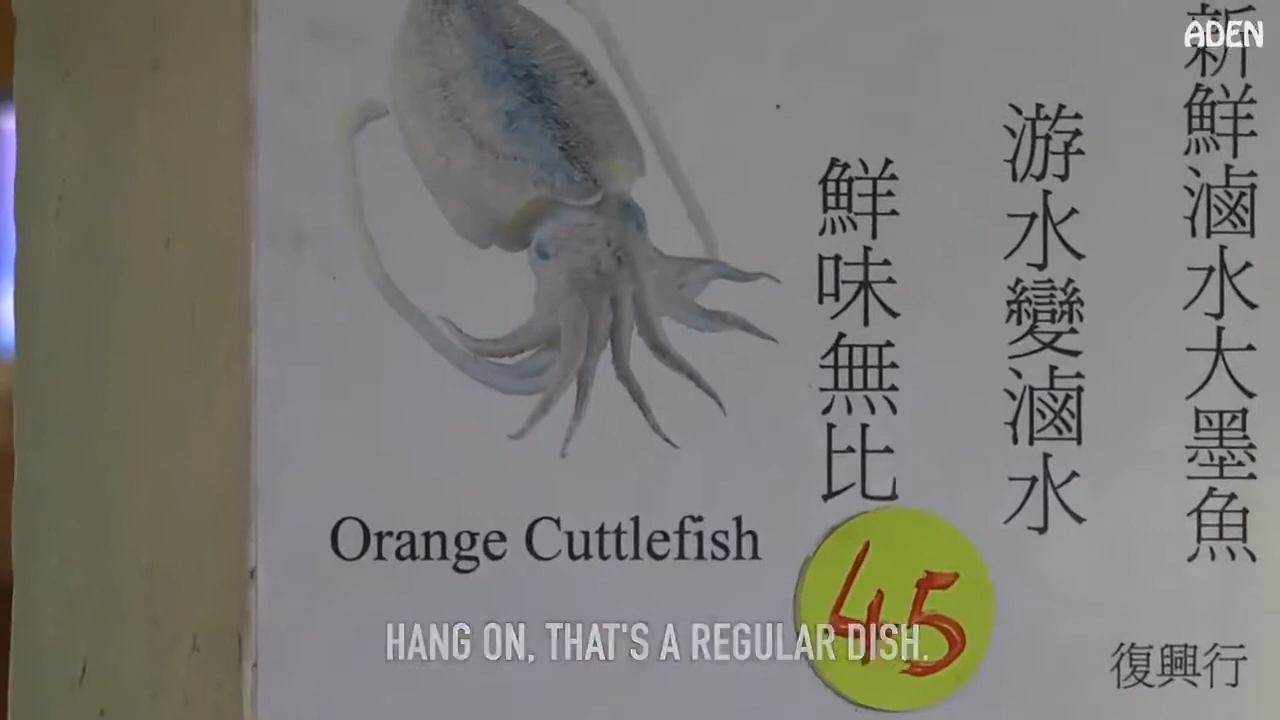 ADEN
新鮮滷水大墨魚
游水變滷水
鮮味無比
Orange Cuttlefish
45
HANG ON, THAT'S A REGULAR DISH.
復興行